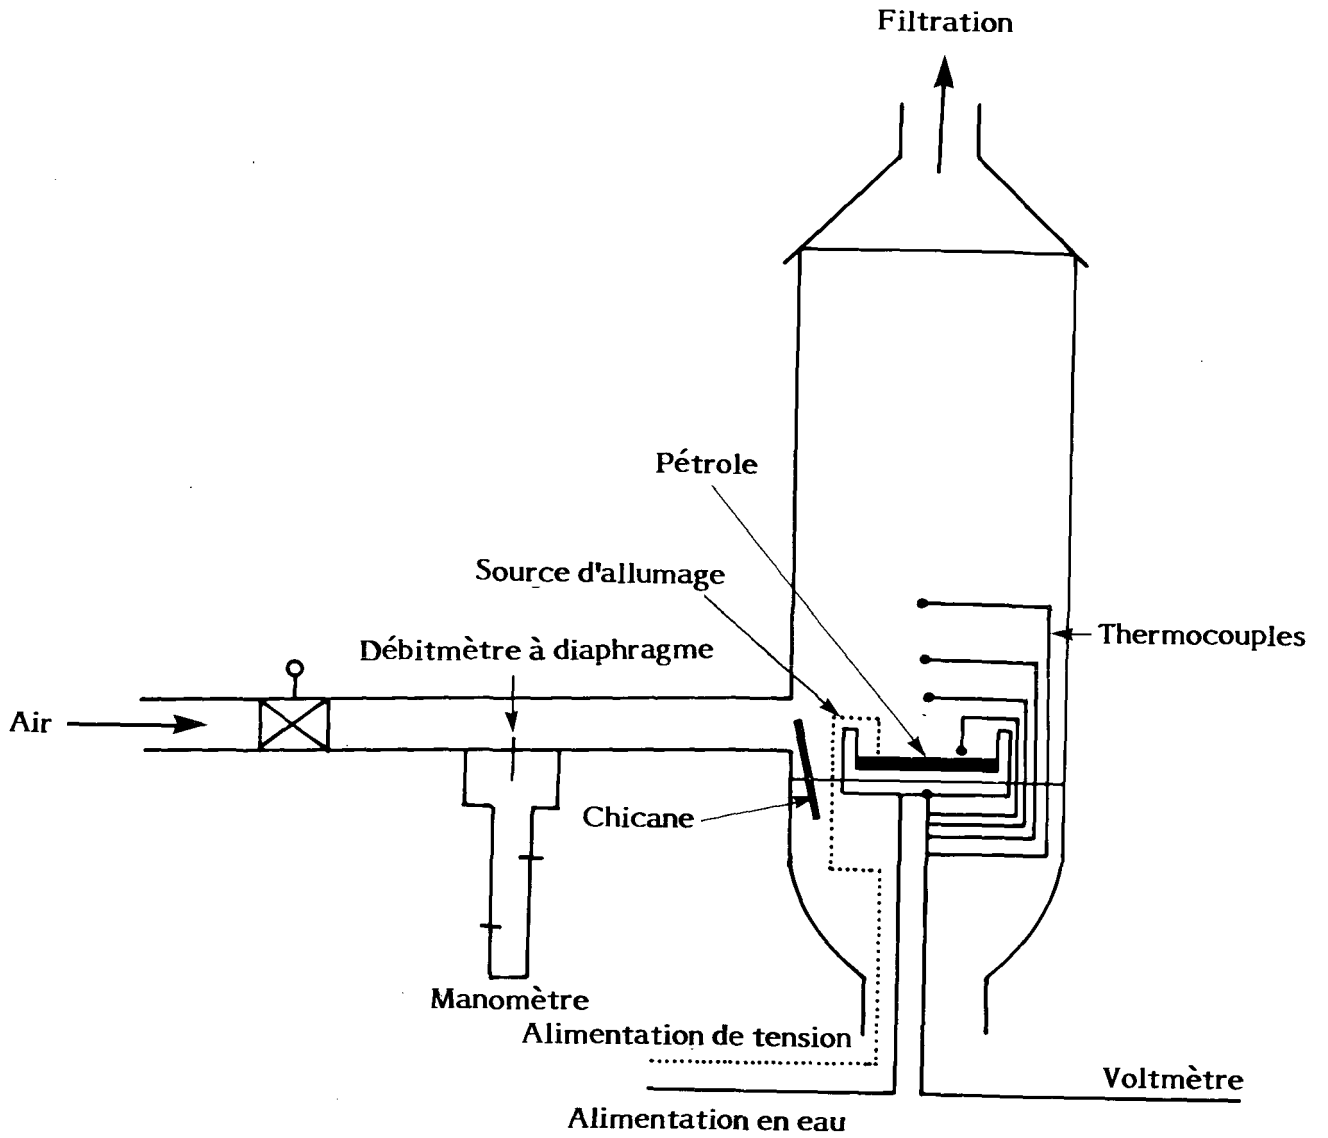 Filtration
Pétrole
Source d'allumage
Débitmètre à diaphragme
Thermocouples
Air
Chicane
Manomètre
Alimentation de tension
Voltmètre
Alimentation en eau